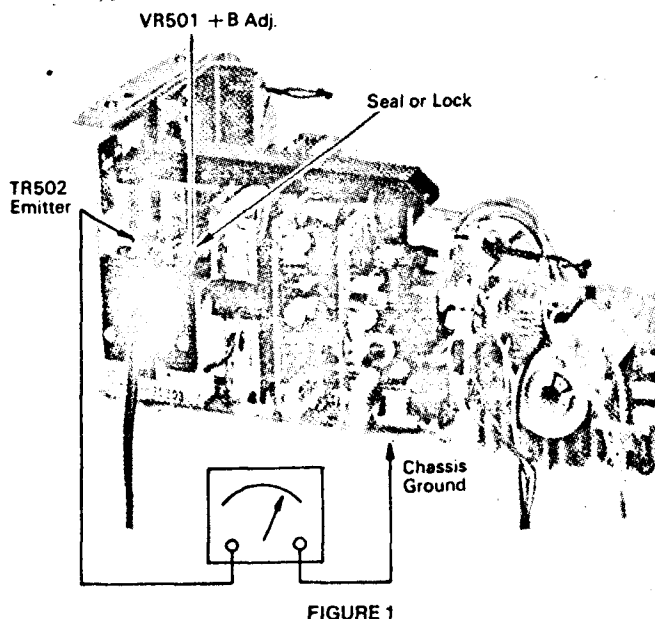 VR501 +B Adj.
Seal or Lock
TR502
Emitter
Chassis
Ground
FIGURE 1